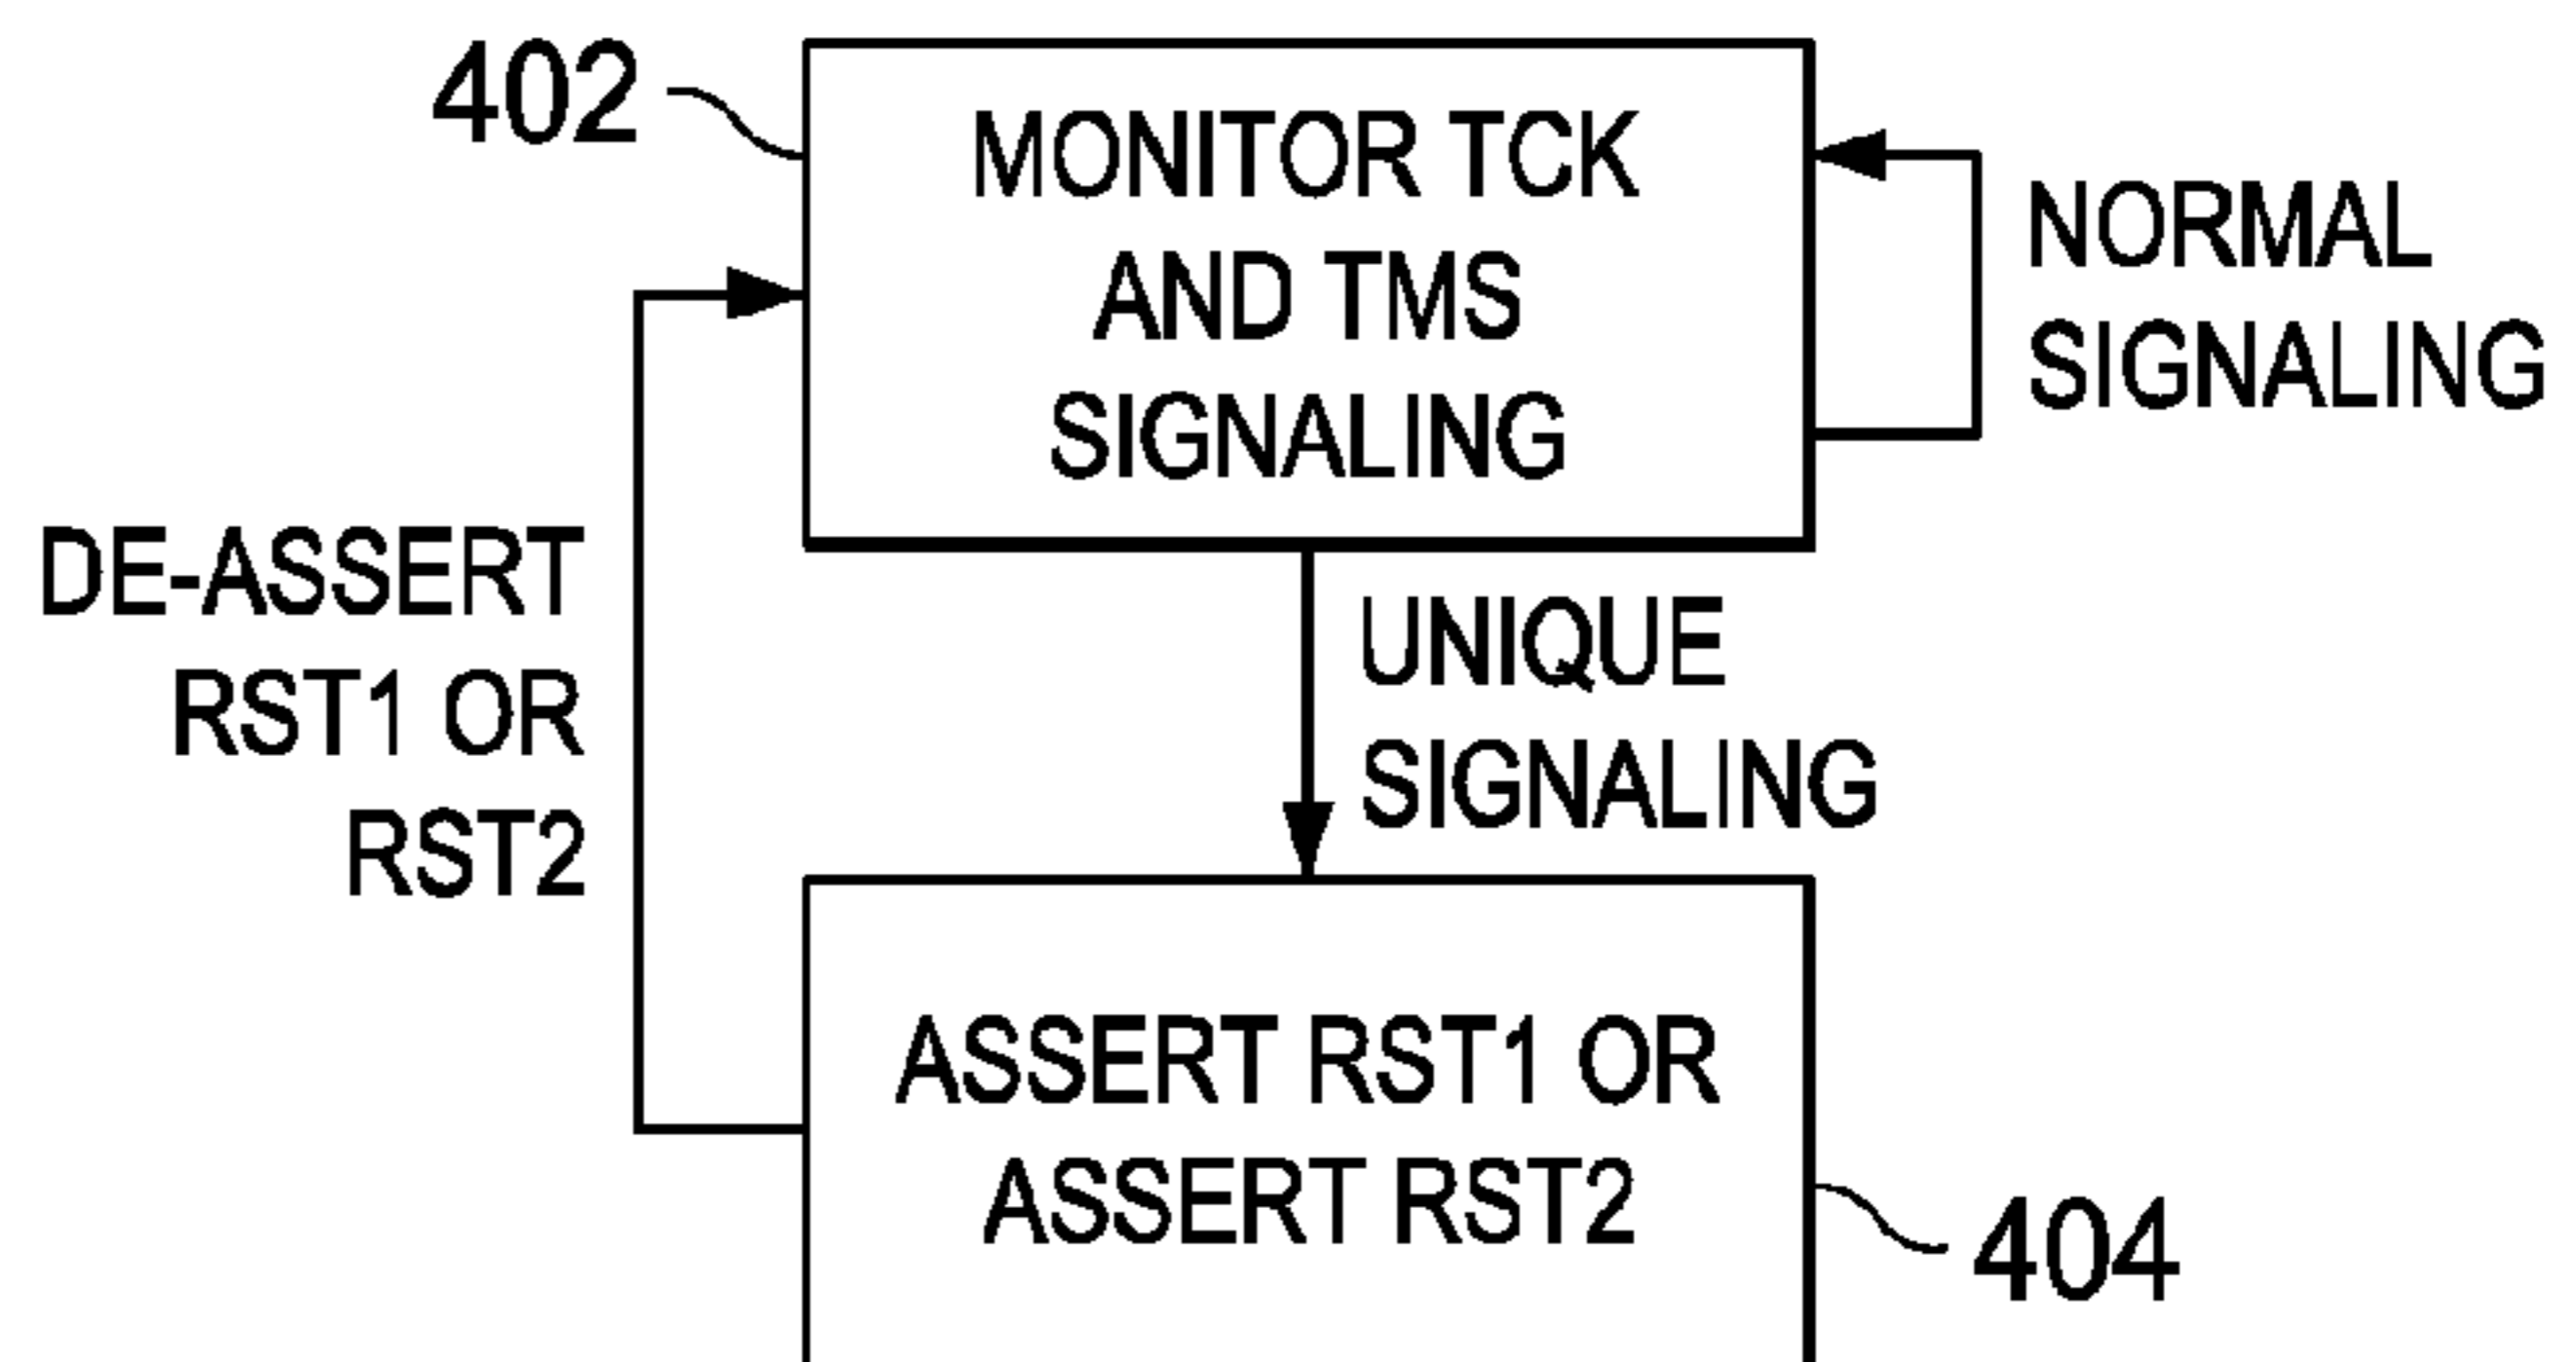 402
MONITOR TCK
AND TMS
SIGNALING
NORMAL
SIGNALING
DE-ASSERT
RST1 OR
RST2
UNIQUE
SIGNALING
ASSERT RST1 OR
ASSERT RST2
404